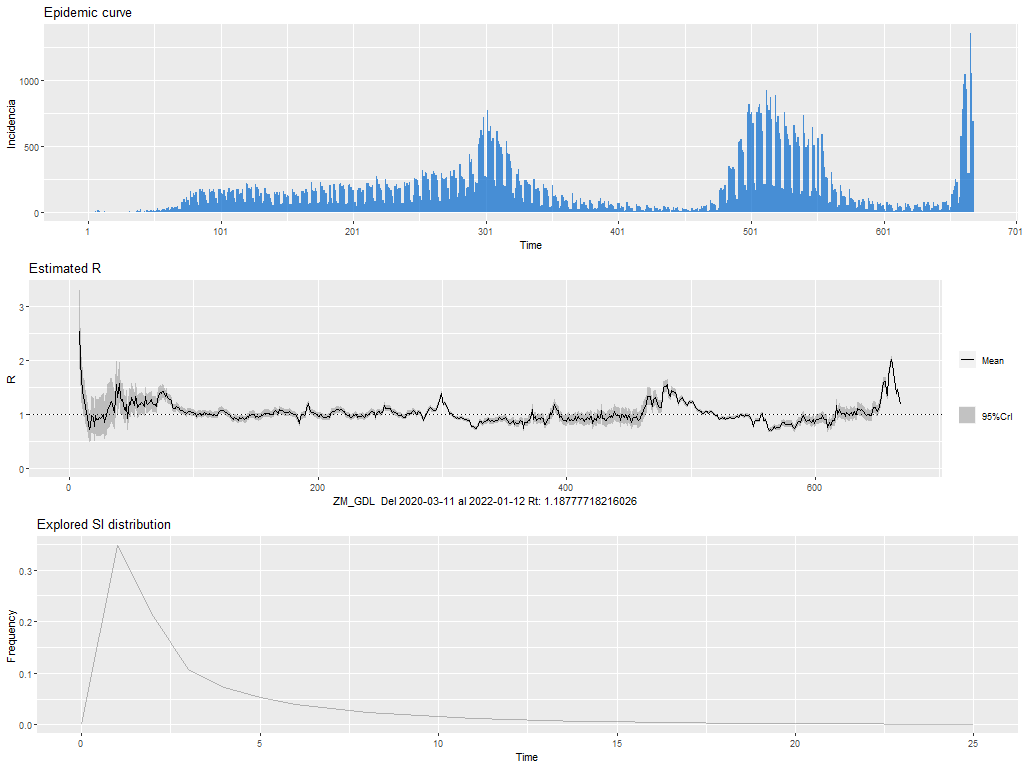 Epidemic curve
Incidencia
1000
500
0
1 101 201 301 401 501 601 701
Time
Estimated R
R
3
2
1
0
Mean
95%CrI
0 200 400 600
ZM_GDL Del 2020-03-11 al 2022-01-12 Rt: 1.18777718216026
Explored SI distribution
Frequency
0.3
0.2
0.1
0.0
0 5 10 15 20 25
Time